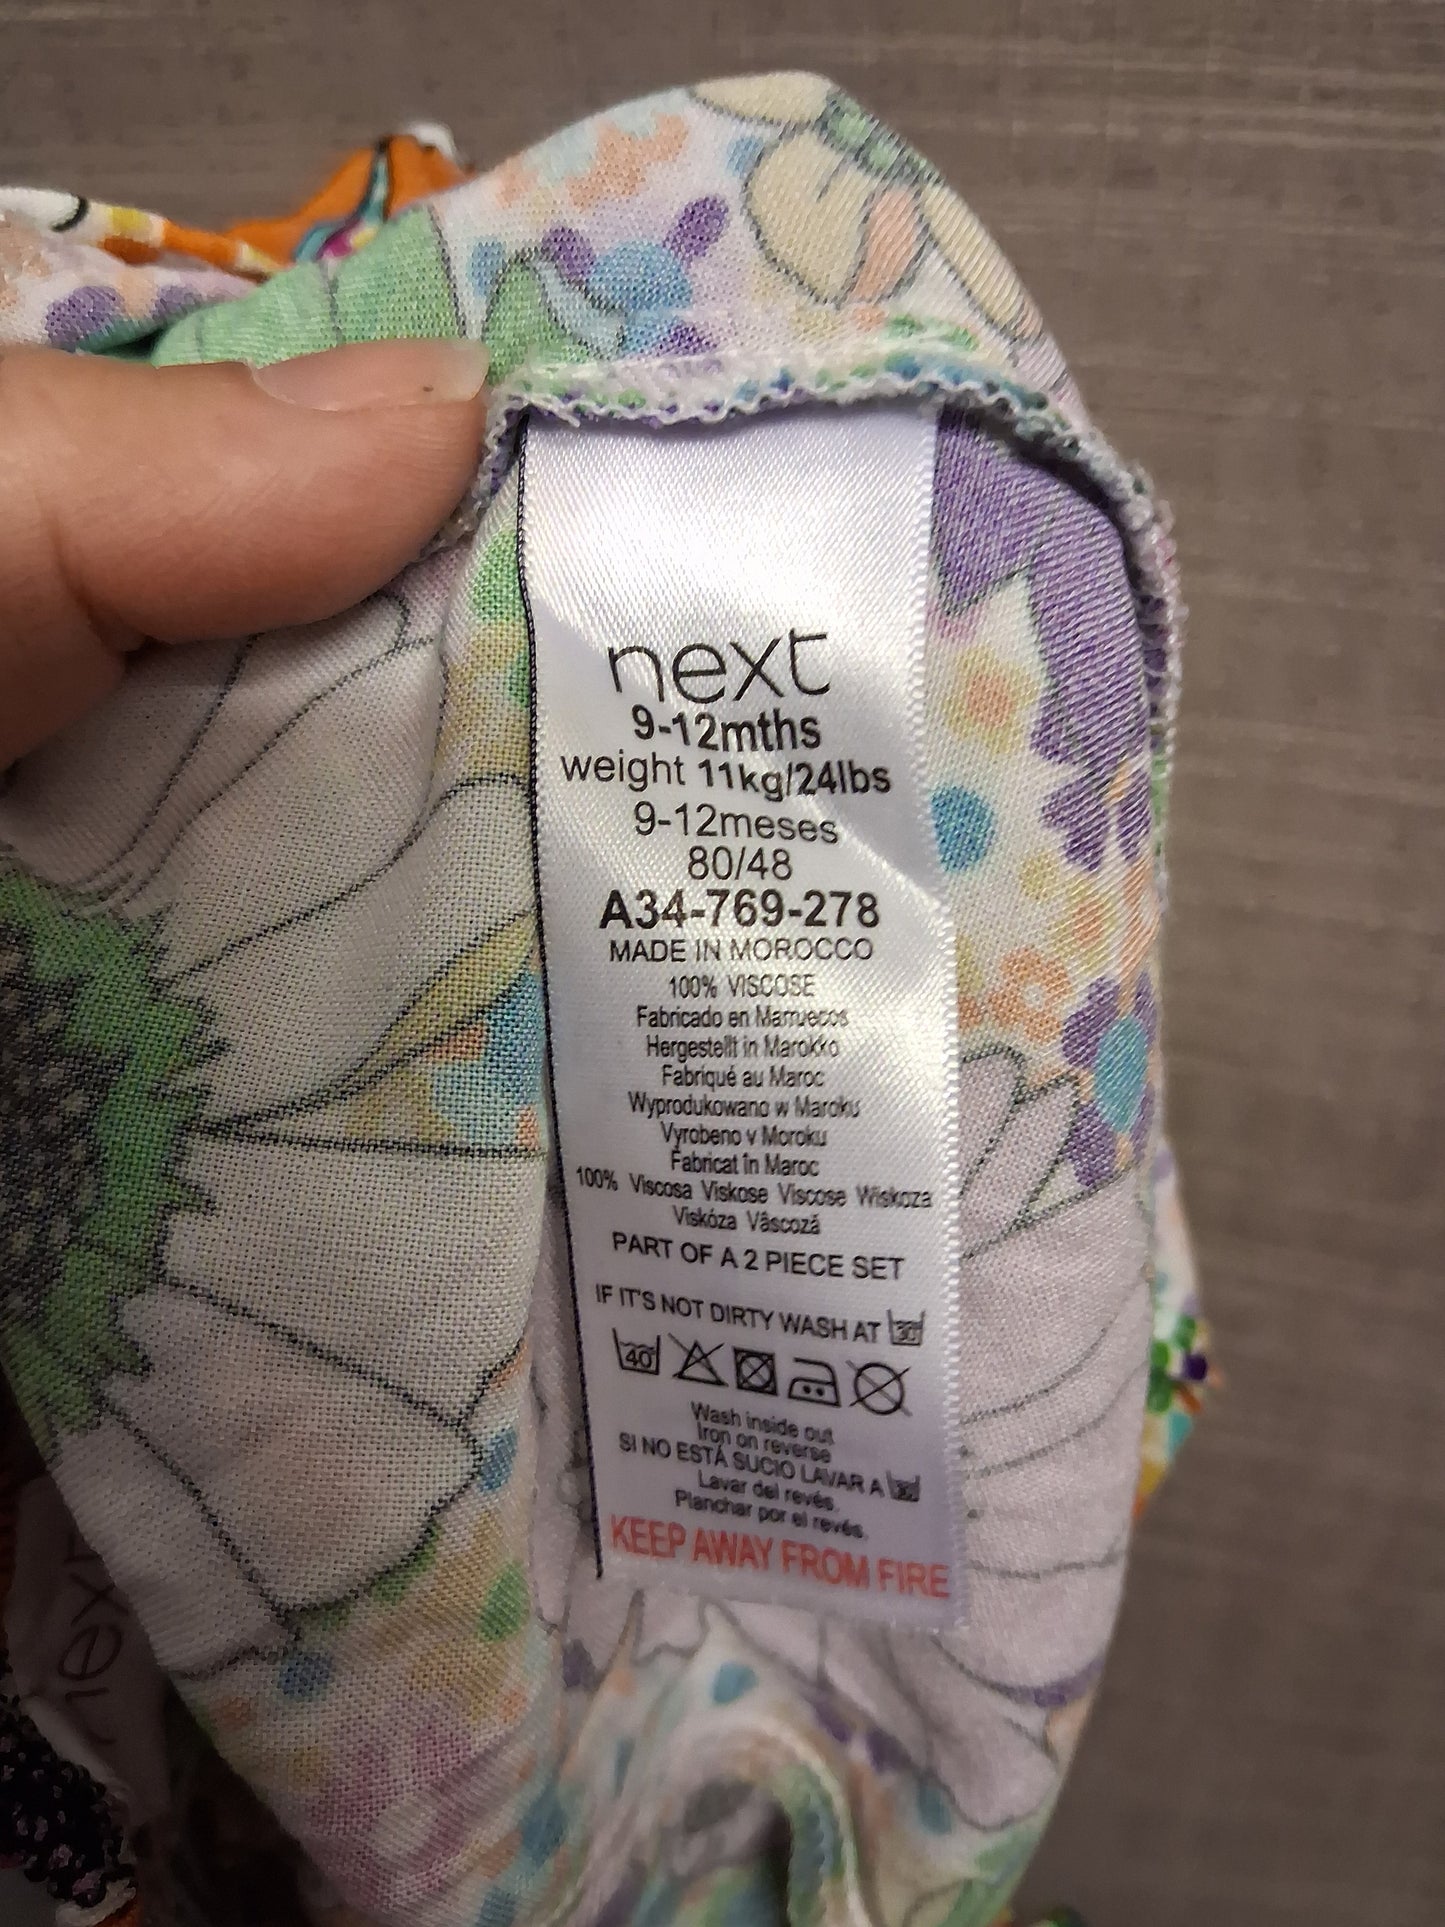 next
9-12mths
weight 11kg/24lbs
9-12meses
80/48
A34-769-278
MADE IN MOROCCO
100% VISCOSE
Fabricado en Marruecos
Hergestellt in Marokko
Fabriqué au Maroc
Wyprodukowano w Maroku
Vyrobeno v Moroku
Fabricat în Maroc
100% Viscosa Viskose Viscose Wiskoza
Viskóza Vâscoză
PART OF A 2 PIECE SET
IF IT'S NOT DIRTY WASH AT 30°
40°
Wash inside out
Iron on reverse
SI NO ESTÁ SUCIO LAVAR A 30°
Lavar del revés.
Planchar por el revés.
KEEP AWAY FROM FIRE
next